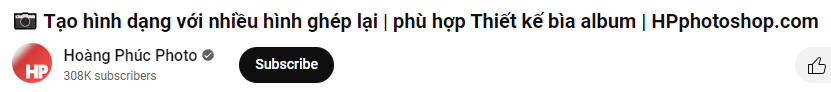 📷 Tạo hình dạng với nhiều hình ghép lại | phù hợp Thiết kế bìa album | HPphotoshop.com
Hoàng Phúc Photo
HP
308K subscribers
Subscribe